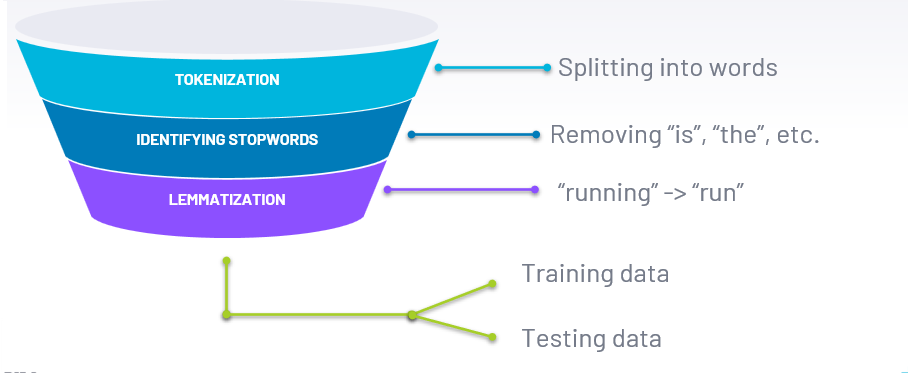 TOKENIZATION
Splitting into words
IDENTIFYING STOPWORDS
Removing “is”, “the”, etc.
LEMMATIZATION
“running” -> “run”
Training data
Testing data